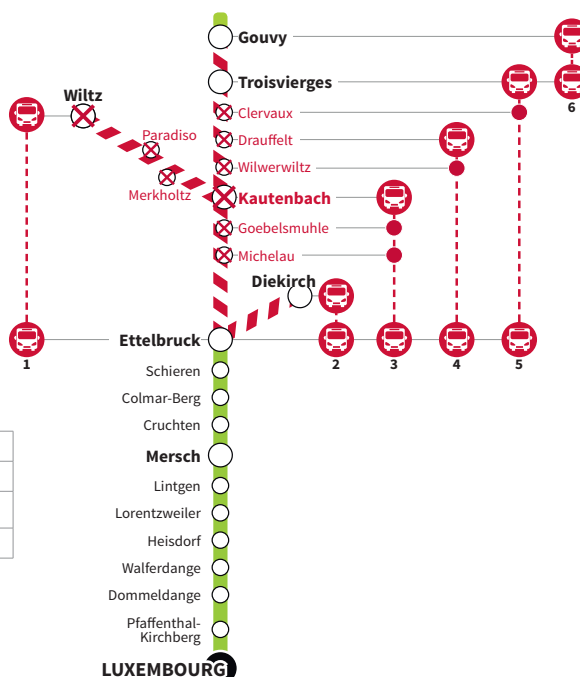 Gouvy
Troisvierges
6
Wiltz
Clervaux
Paradiso
Drauffelt
Wilwerwiltz
Merkholtz
Kautenbach
Goebelsmuhle
Michelau
Diekirch
Ettelbruck
1
2
3
4
5
Schieren
Colmar-Berg
Cruchten
Mersch
Lintgen
Lorentzweiler
Heisdorf
Walferdange
Dommeldange
Pfaffenthal-
Kirchberg
LUXEMBOURG